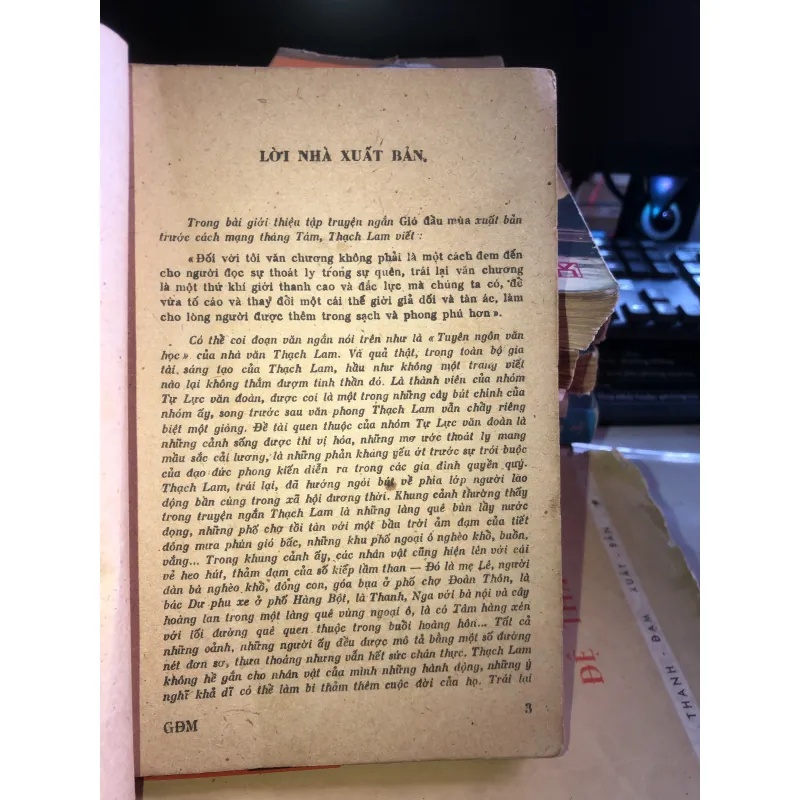 LỜI NHÀ XUẤT BẢN.
Trong bài giới thiệu tập truyện ngắn Gió đầu mùa xuất bản
trước cách mạng tháng Tám, Thạch Lam viết :
«Đối với tôi văn chương không phải là một cách đem đến
cho người đọc sự thoát ly trong sự quên, trái lại văn chương
là một thứ khí giới thanh cao và đắc lực mà chúng ta có, để
vừa tố cáo và thay đổi một cái thế giới giả dối và tàn ác, làm
cho lòng người được thêm trong sạch và phong phú hơn».
Có thể coi đoạn văn ngắn nói trên như là « Tuyên ngôn văn
học» của nhà văn Thạch Lam. Và quả thật, trong toàn bộ gia
tài sáng tạo của Thạch Lam, hầu như không một trang viết
nào lại không thấm đượm tinh thần đó. Là thành viên của nhóm
Tự Lực văn đoàn, được coi là một trong những cây bút chính của
nhóm ấy, song trước sau văn phong Thạch Lam vẫn chảy riêng
biệt một giòng. Đề tài quen thuộc của nhóm Tự Lực văn đoàn là
những cảnh sống được thi vị hóa, những mơ ước thoát ly mang
mầu sắc cải lương, là những phản kháng yếu ớt trước sự trói buộc
của đạo đức phong kiến diễn ra trong các gia đình quyền quý.
Thạch Lam, trái lại, đã hướng ngòi bút về phía lớp người lao
động bần cùng trong xã hội đương thời. Khung cảnh thường thấy
trong truyện ngắn Thạch Lam là những làng quê bùn lầy nước
đọng, những phố chợ tồi tàn với một bầu trời ảm đạm của tiết
đông mưa phùn gió bấc, những khu phố ngoại ô nghèo khổ, buồn,
vắng... Trong khung cảnh ấy, các nhân vật cũng hiện lên với cái
vẻ heo hút, thảm đạm của số kiếp lầm than — Đó là mẹ Lê, người
đàn bà nghèo khổ, đông con, góa bụa ở phố chợ Đoàn Thôn, là
bác Dư phu xe ở phố Hàng Bột, là Thanh, Nga với bà nội và cây
hoàng lan trong một làng quê vùng ngoại ô, là cô Tâm hàng xén
với lối đường quê quen thuộc trong buổi hoàng hôn... Tất cả
những cảnh, những người ấy đều được mô tả bằng một số đường
nét đơn sơ, thưa thoáng nhưng vẫn hết sức chân thực. Thạch Lam
không hề gắn cho nhân vật của mình những hành động, những ý
nghĩ khả dĩ có thể làm bi thảm thêm cuộc đời của họ. Trái lại
GĐM
3
THANH-DANH XUẤT-BẢN